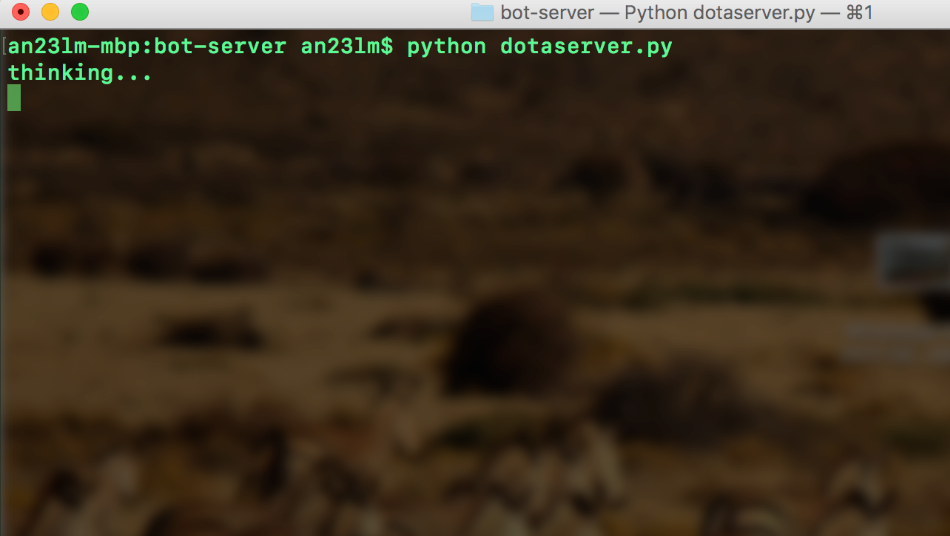 bot-server — Python dotaserver.py — ⌘1
[an23lm-mbp:bot-server an23lm$ python dotaserver.py
thinking...